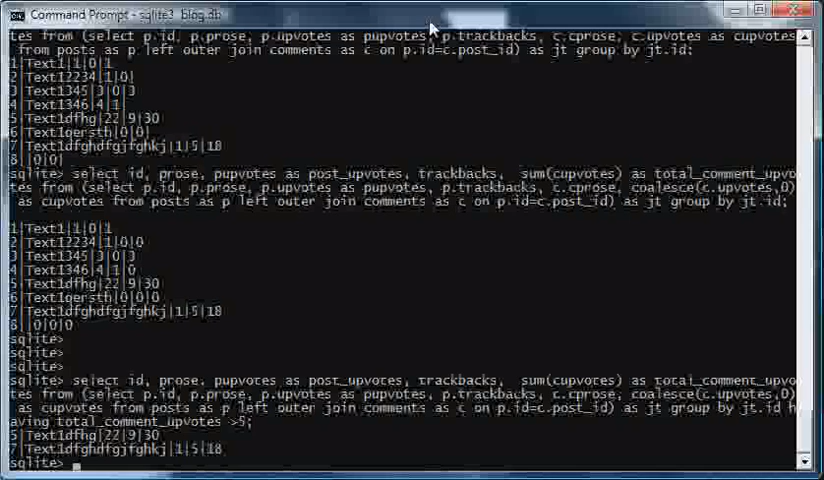 Command Prompt - sqlite3 blog.db
tes from (select p.id, p.prose, p.upvotes as pupvotes, p.trackbacks, c.cprose, c.upvotes as cupvotes
 from posts as p left outer join comments as c on p.id=c.post_id) as jt group by jt.id;
1|Text1|1|0|1
2|Text12234|1|0|
3|Text1345|3|0|3
4|Text1346|4|1|
5|Text1dfhg|22|9|30
6|Text1qersth|0|0|
7|Text1dfghdfgjfghkj|1|5|18
8||0|0|
sqlite> select id, prose, pupvotes as post_upvotes, trackbacks,  sum(cupvotes) as total_comment_upvo
tes from (select p.id, p.prose, p.upvotes as pupvotes, p.trackbacks, c.cprose, coalesce(c.upvotes,0)
 as cupvotes from posts as p left outer join comments as c on p.id=c.post_id) as jt group by jt.id;
1|Text1|1|0|1
2|Text12234|1|0|0
3|Text1345|3|0|3
4|Text1346|4|1|0
5|Text1dfhg|22|9|30
6|Text1qersth|0|0|0
7|Text1dfghdfgjfghkj|1|5|18
8||0|0|0
sqlite>
sqlite>
sqlite>
sqlite> select id, prose, pupvotes as post_upvotes, trackbacks,  sum(cupvotes) as total_comment_upvo
tes from (select p.id, p.prose, p.upvotes as pupvotes, p.trackbacks, c.cprose, coalesce(c.upvotes,0)
 as cupvotes from posts as p left outer join comments as c on p.id=c.post_id) as jt group by jt.id h
aving total_comment_upvotes >5;
5|Text1dfhg|22|9|30
7|Text1dfghdfgjfghkj|1|5|18
sqlite>